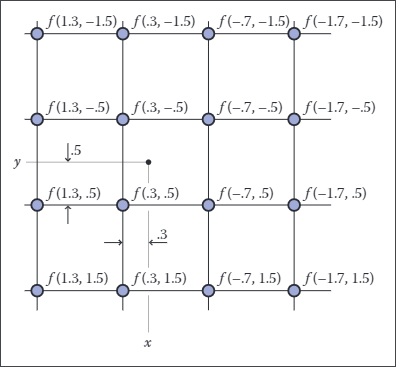 f(1.3, −1.5) f(.3, −1.5) f(−.7, −1.5) f(−1.7, −1.5)
f(1.3, −.5) f(.3, −.5) f(−.7, −.5) f(−1.7, −.5)
.5
y
f(1.3, .5) f(.3, .5) f(−.7, .5) f(−1.7, .5)
.3
f(1.3, 1.5) f(.3, 1.5) f(−.7, 1.5) f(−1.7, 1.5)
x